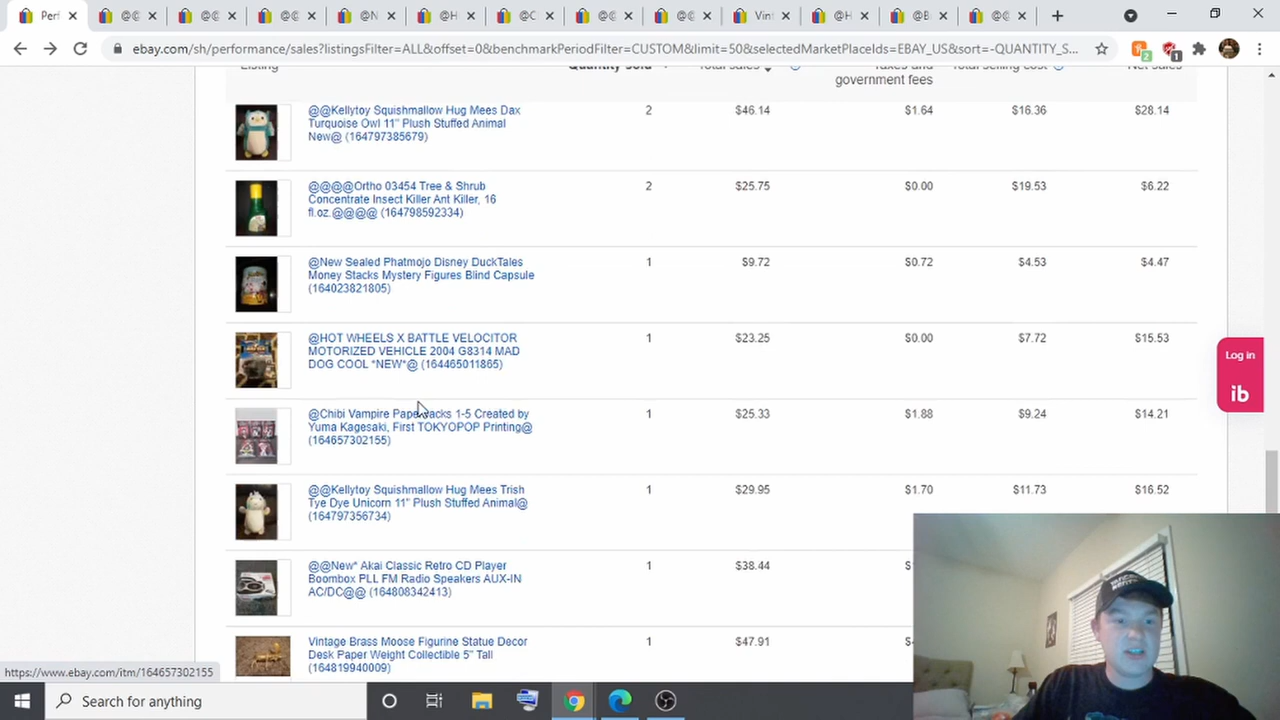 Perf
@@
@@
@@
@N
@H
@C
@@
@@
Vint
@H
@B
@@
ebay.com/sh/performance/sales?listingsFilter=ALL&offset=0&benchmarkPeriodFilter=CUSTOM&limit=50&selectedMarketPlaceIds=EBAY_US&sort=-QUANTITY_S...
2
1
Listing Quantity sold Total sales Taxes and government fees Total selling cost Net sales
@@Kellytoy Squishmallow Hug Mees Dax 2 $46.14 $1.64 $16.36 $28.14
Turquoise Owl 11" Plush Stuffed Animal
New@ (164797385679)
@@@@Ortho 03454 Tree & Shrub 2 $25.75 $0.00 $19.53 $6.22
Concentrate Insect Killer Ant Killer, 16
fl.oz.@@@@ (164798592334)
@New Sealed Phatmojo Disney DuckTales 1 $9.72 $0.72 $4.53 $4.47
Money Stacks Mystery Figures Blind Capsule
(164023821805)
@HOT WHEELS X BATTLE VELOCITOR 1 $23.25 $0.00 $7.72 $15.53
MOTORIZED VEHICLE 2004 G8314 MAD
DOG COOL *NEW*@ (164465011865)
Log in
ib
@Chibi Vampire Paperbacks 1-5 Created by 1 $25.33 $1.88 $9.24 $14.21
Yuma Kagesaki, First TOKYOPOP Printing@
(164657302155)
@@Kellytoy Squishmallow Hug Mees Trish 1 $29.95 $1.70 $11.73 $16.52
Tye Dye Unicorn 11" Plush Stuffed Animal@
(164797356734)
@@New* Akai Classic Retro CD Player 1 $38.44 $
Boombox PLL FM Radio Speakers AUX-IN
AC/DC@@ (164808342413)
Vintage Brass Moose Figurine Statue Decor 1 $47.91
Desk Paper Weight Collectible 5" Tall
(164819940009)
https://www.ebay.com/itm/164657302155
Search for anything